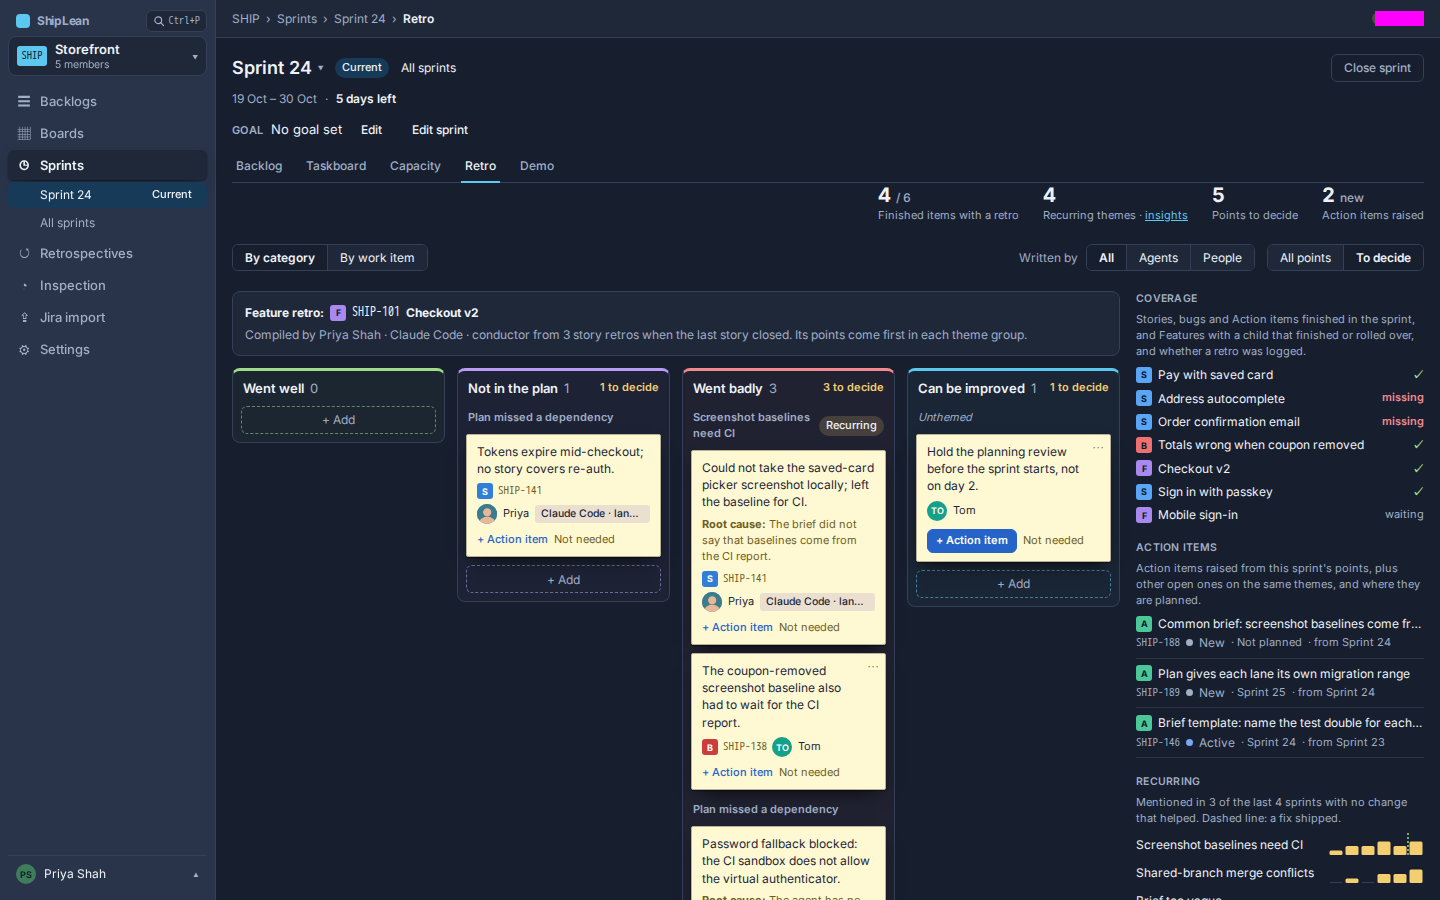 ShipLean
Ctrl+P
SHIP
Storefront
5 members
Backlogs
Boards
Sprints
Sprint 24 Current
All sprints
Retrospectives
Inspection
Jira import
Settings
PS Priya Shah
SHIP › Sprints › Sprint 24 › Retro
Sprint 24 Current All sprints
Close sprint
19 Oct – 30 Oct · 5 days left
GOAL No goal set Edit Edit sprint
Backlog Taskboard Capacity Retro Demo
4 / 6
Finished items with a retro
4
Recurring themes · insights
5
Points to decide
2 new
Action items raised
By category By work item
Written by All Agents People All points To decide
Feature retro: F SHIP-101 Checkout v2
Compiled by Priya Shah · Claude Code · conductor from 3 story retros when the last story closed. Its points come first in each theme group.
Went well 0
+ Add
Not in the plan 1 1 to decide
Plan missed a dependency
Tokens expire mid-checkout;
no story covers re-auth.
S SHIP-141
Priya Claude Code · lan...
+ Action item Not needed
+ Add
Went badly 3 3 to decide
Screenshot baselines
need CI
Recurring
Could not take the saved-card
picker screenshot locally; left
the baseline for CI.
Root cause: The brief did not
say that baselines come from
the CI report.
S SHIP-141
Priya Claude Code · lan...
+ Action item Not needed
The coupon-removed
screenshot baseline also
had to wait for the CI
report.
B SHIP-138 TO Tom
+ Action item Not needed
Plan missed a dependency
Password fallback blocked:
the CI sandbox does not allow
the virtual authenticator.
Root cause: The agent has no
Can be improved 1 1 to decide
Unthemed
Hold the planning review
before the sprint starts, not
on day 2.
TO Tom
+ Action item Not needed
+ Add
COVERAGE
Stories, bugs and Action items finished in the sprint,
and Features with a child that finished or rolled over,
and whether a retro was logged.
S Pay with saved card ✓
S Address autocomplete missing
S Order confirmation email missing
B Totals wrong when coupon removed ✓
F Checkout v2 ✓
S Sign in with passkey ✓
F Mobile sign-in waiting
ACTION ITEMS
Action items raised from this sprint's points, plus
other open ones on the same themes, and where they
are planned.
A Common brief: screenshot baselines come fr...
SHIP-188 New · Not planned · from Sprint 24
A Plan gives each lane its own migration range
SHIP-189 New · Sprint 25 · from Sprint 24
A Brief template: name the test double for each...
SHIP-146 Active · Sprint 24 · from Sprint 23
RECURRING
Mentioned in 3 of the last 4 sprints with no change
that helped. Dashed line: a fix shipped.
Screenshot baselines need CI
Shared-branch merge conflicts
Brief too vague